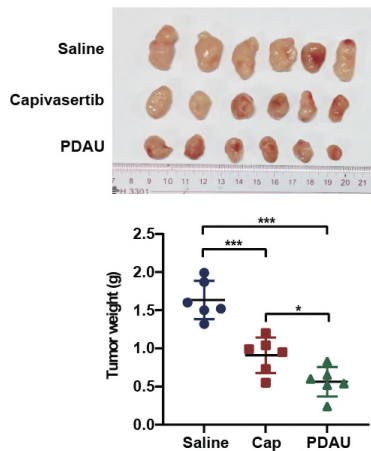 Saline
Capivasertib
PDAU
7 8 9 10 11 12 13 14 15 16 17 18 19 20 21
3301
***
***
*
2.5
2.0
1.5
1.0
0.5
0.0
Tumor weight (g)
Saline Cap PDAU